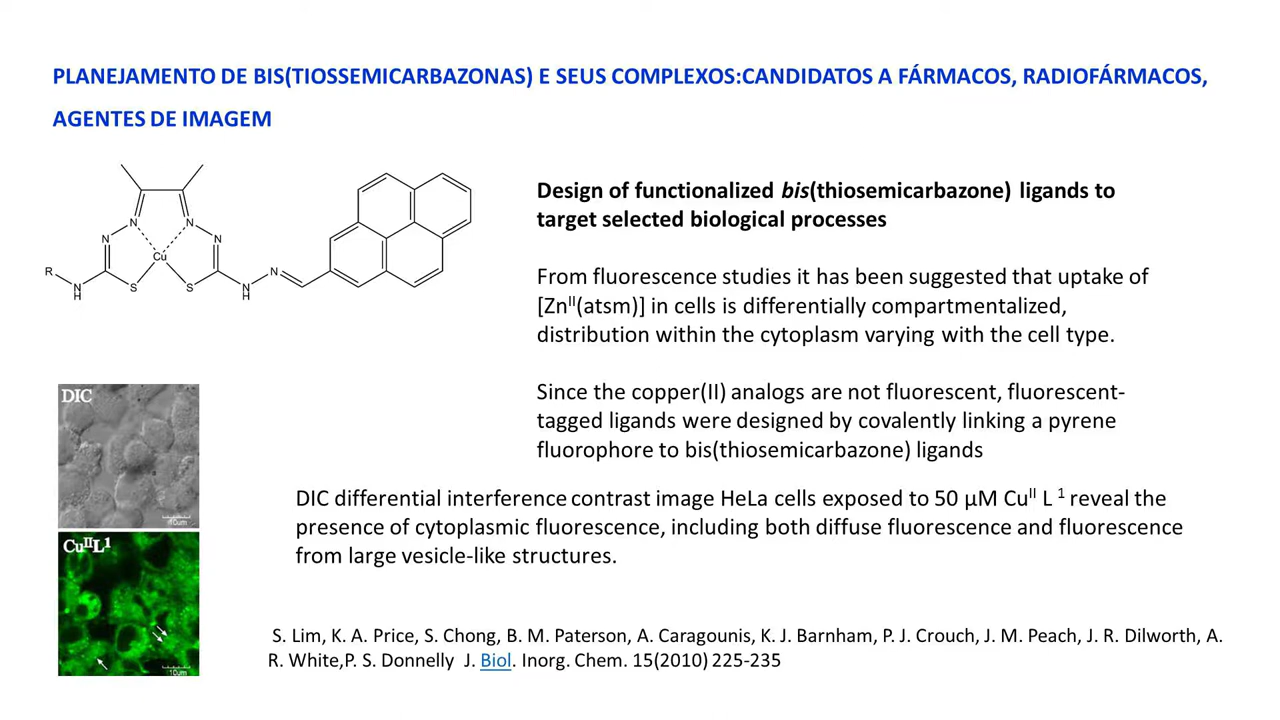 PLANEJAMENTO DE BIS(TIOSSEMICARBAZONAS) E SEUS COMPLEXOS:CANDIDATOS A FÁRMACOS, RADIOFÁRMACOS,
AGENTES DE IMAGEM
N N
N N
Cu
R N H S S N H N
Design of functionalized bis(thiosemicarbazone) ligands to
target selected biological processes
From fluorescence studies it has been suggested that uptake of
[ZnII(atsm)] in cells is differentially compartmentalized,
distribution within the cytoplasm varying with the cell type.
Since the copper(II) analogs are not fluorescent, fluorescent-
tagged ligands were designed by covalently linking a pyrene
fluorophore to bis(thiosemicarbazone) ligands
DIC
10um
CuIIL1
10um
DIC differential interference contrast image HeLa cells exposed to 50 μM CuII L 1 reveal the
presence of cytoplasmic fluorescence, including both diffuse fluorescence and fluorescence
from large vesicle-like structures.
S. Lim, K. A. Price, S. Chong, B. M. Paterson, A. Caragounis, K. J. Barnham, P. J. Crouch, J. M. Peach, J. R. Dilworth, A.
R. White,P. S. Donnelly J. Biol. Inorg. Chem. 15(2010) 225-235